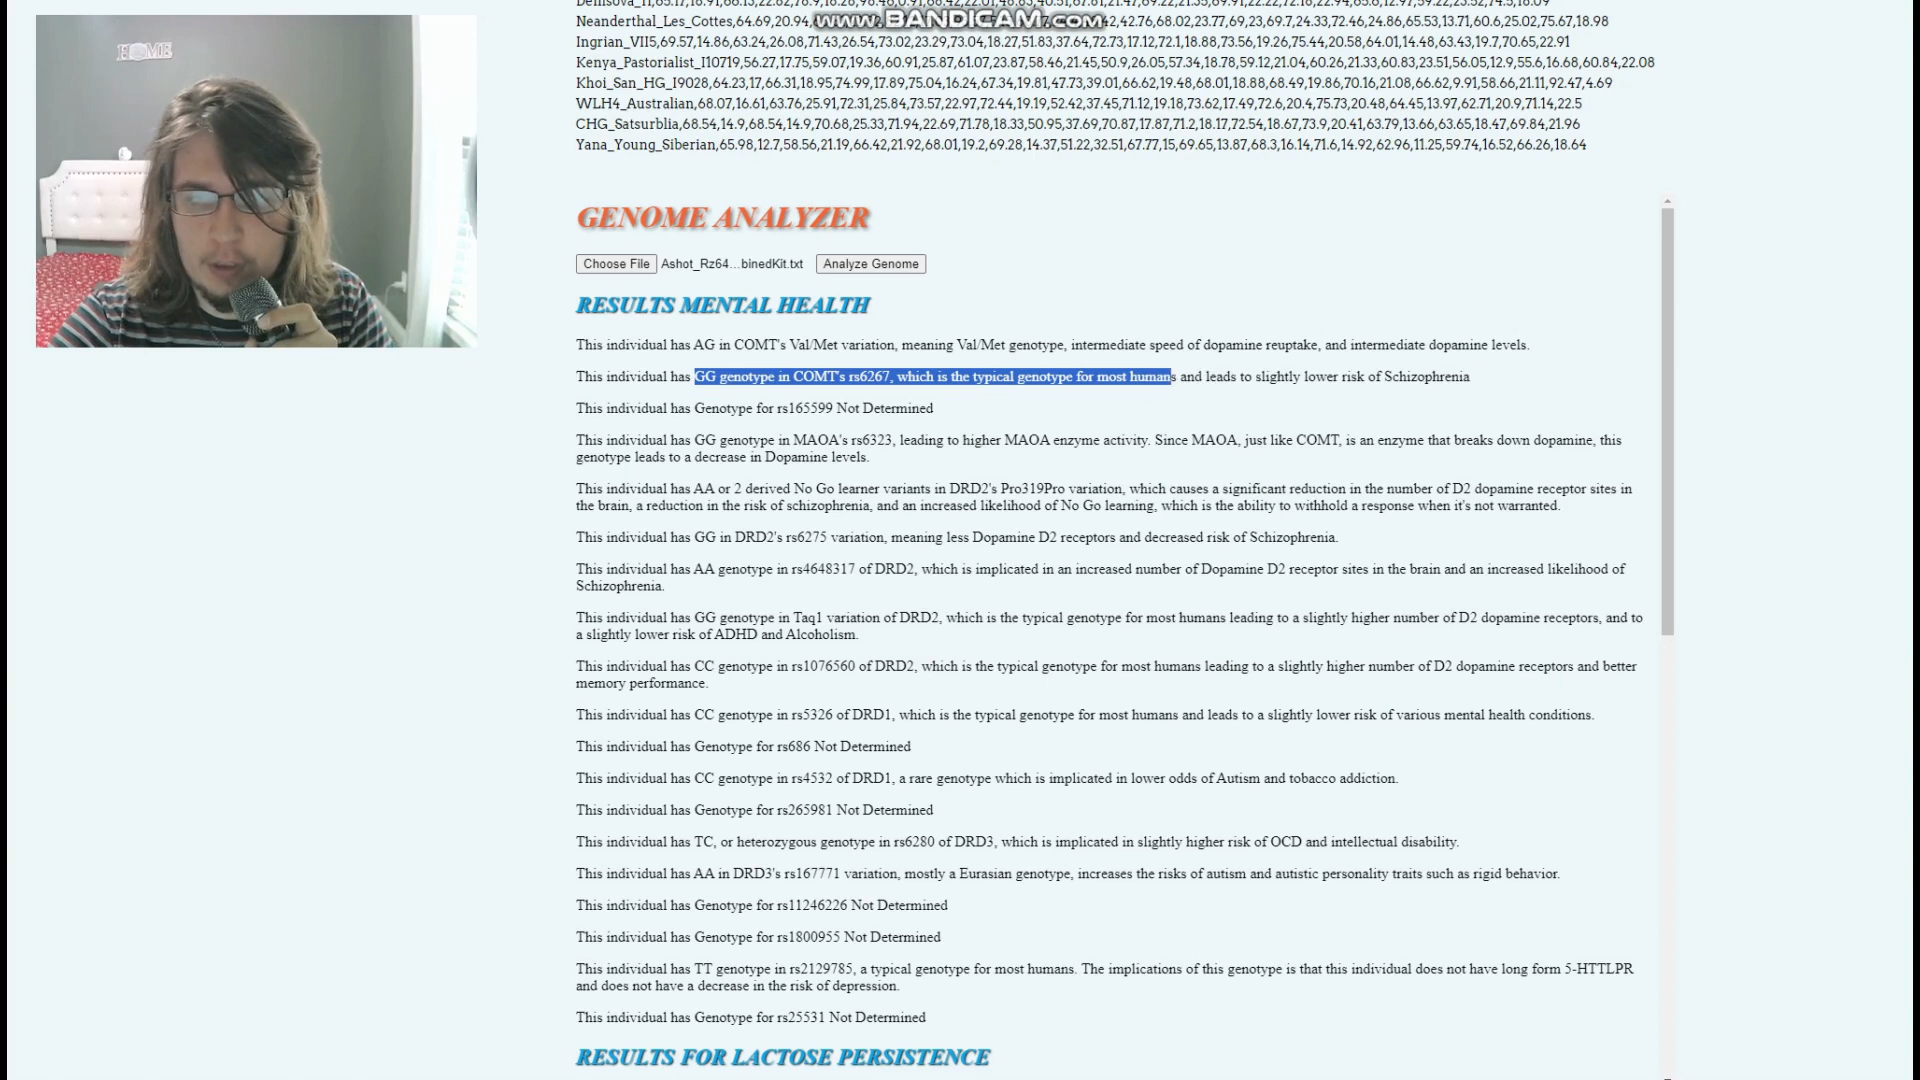 HOME
WWW.BANDICAM.COM
Neanderthal_Les_Cottes,64.69,20.94,
42,42.76,68.02,23.77,69,23,69.7,24.33,72.46,24.86,65.53,13.71,60.6,25.02,75.67,18.98
Ingrian_VII5,69.57,14.86,63.24,26.08,71.43,26.54,73.02,23.29,73.04,18.27,51.83,37.64,72.73,17.12,72.1,18.88,73.56,19.26,75.44,20.58,64.01,14.48,63.43,19.7,70.65,22.91
Kenya_Pastorialist_I10719,56.27,17.75,59.07,19.36,60.91,25.87,61.07,23.87,58.46,21.45,50.9,26.05,57.34,18.78,59.12,21.04,60.26,21.33,60.83,23.51,56.05,12.9,55.6,16.68,60.84,22.08
Khoi_San_HG_I9028,64.23,17,66.31,18.95,74.99,17.89,75.04,16.24,67.34,19.81,47.73,39.01,66.62,19.48,68.01,18.88,68.49,19.86,70.16,21.08,66.62,9.91,58.66,21.11,92.47,4.69
WLH4_Australian,68.07,16.61,63.76,25.91,72.31,25.84,73.57,22.97,72.44,19.19,52.42,37.45,71.12,19.18,73.62,17.49,72.6,20.4,75.73,20.48,64.45,13.97,62.71,20.9,71.14,22.5
CHG_Satsurblia,68.54,14.9,68.54,14.9,70.68,25.33,71.94,22.69,71.78,18.33,50.95,37.69,70.87,17.87,71.2,18.17,72.54,18.67,73.9,20.41,63.79,13.66,63.65,18.47,69.84,21.96
Yana_Young_Siberian,65.98,12.7,58.56,21.19,66.42,21.92,68.01,19.2,69.28,14.37,51.22,32.51,67.77,15,69.65,13.87,68.3,16.14,71.6,14.92,62.96,11.25,59.74,16.52,66.26,18.64
GENOME ANALYZER
Choose File Ashot_Rz64...binedKit.txt Analyze Genome
RESULTS MENTAL HEALTH
This individual has AG in COMT's Val/Met variation, meaning Val/Met genotype, intermediate speed of dopamine reuptake, and intermediate dopamine levels.
This individual has GG genotype in COMT's rs6267, which is the typical genotype for most humans and leads to slightly lower risk of Schizophrenia
This individual has Genotype for rs165599 Not Determined
This individual has GG genotype in MAOA's rs6323, leading to higher MAOA enzyme activity. Since MAOA, just like COMT, is an enzyme that breaks down dopamine, this
genotype leads to a decrease in Dopamine levels.
This individual has AA or 2 derived No Go learner variants in DRD2's Pro319Pro variation, which causes a significant reduction in the number of D2 dopamine receptor sites in
the brain, a reduction in the risk of schizophrenia, and an increased likelihood of No Go learning, which is the ability to withhold a response when it's not warranted.
This individual has GG in DRD2's rs6275 variation, meaning less Dopamine D2 receptors and decreased risk of Schizophrenia.
This individual has AA genotype in rs4648317 of DRD2, which is implicated in an increased number of Dopamine D2 receptor sites in the brain and an increased likelihood of
Schizophrenia.
This individual has GG genotype in Taq1 variation of DRD2, which is the typical genotype for most humans leading to a slightly higher number of D2 dopamine receptors, and to
a slightly lower risk of ADHD and Alcoholism.
This individual has CC genotype in rs1076560 of DRD2, which is the typical genotype for most humans leading to a slightly higher number of D2 dopamine receptors and better
memory performance.
This individual has CC genotype in rs5326 of DRD1, which is the typical genotype for most humans and leads to a slightly lower risk of various mental health conditions.
This individual has Genotype for rs686 Not Determined
This individual has CC genotype in rs4532 of DRD1, a rare genotype which is implicated in lower odds of Autism and tobacco addiction.
This individual has Genotype for rs265981 Not Determined
This individual has TC, or heterozygous genotype in rs6280 of DRD3, which is implicated in slightly higher risk of OCD and intellectual disability.
This individual has AA in DRD3's rs167771 variation, mostly a Eurasian genotype, increases the risks of autism and autistic personality traits such as rigid behavior.
This individual has Genotype for rs11246226 Not Determined
This individual has Genotype for rs1800955 Not Determined
This individual has TT genotype in rs2129785, a typical genotype for most humans. The implications of this genotype is that this individual does not have long form 5-HTTLPR
and does not have a decrease in the risk of depression.
This individual has Genotype for rs25531 Not Determined
RESULTS FOR LACTOSE PERSISTENCE